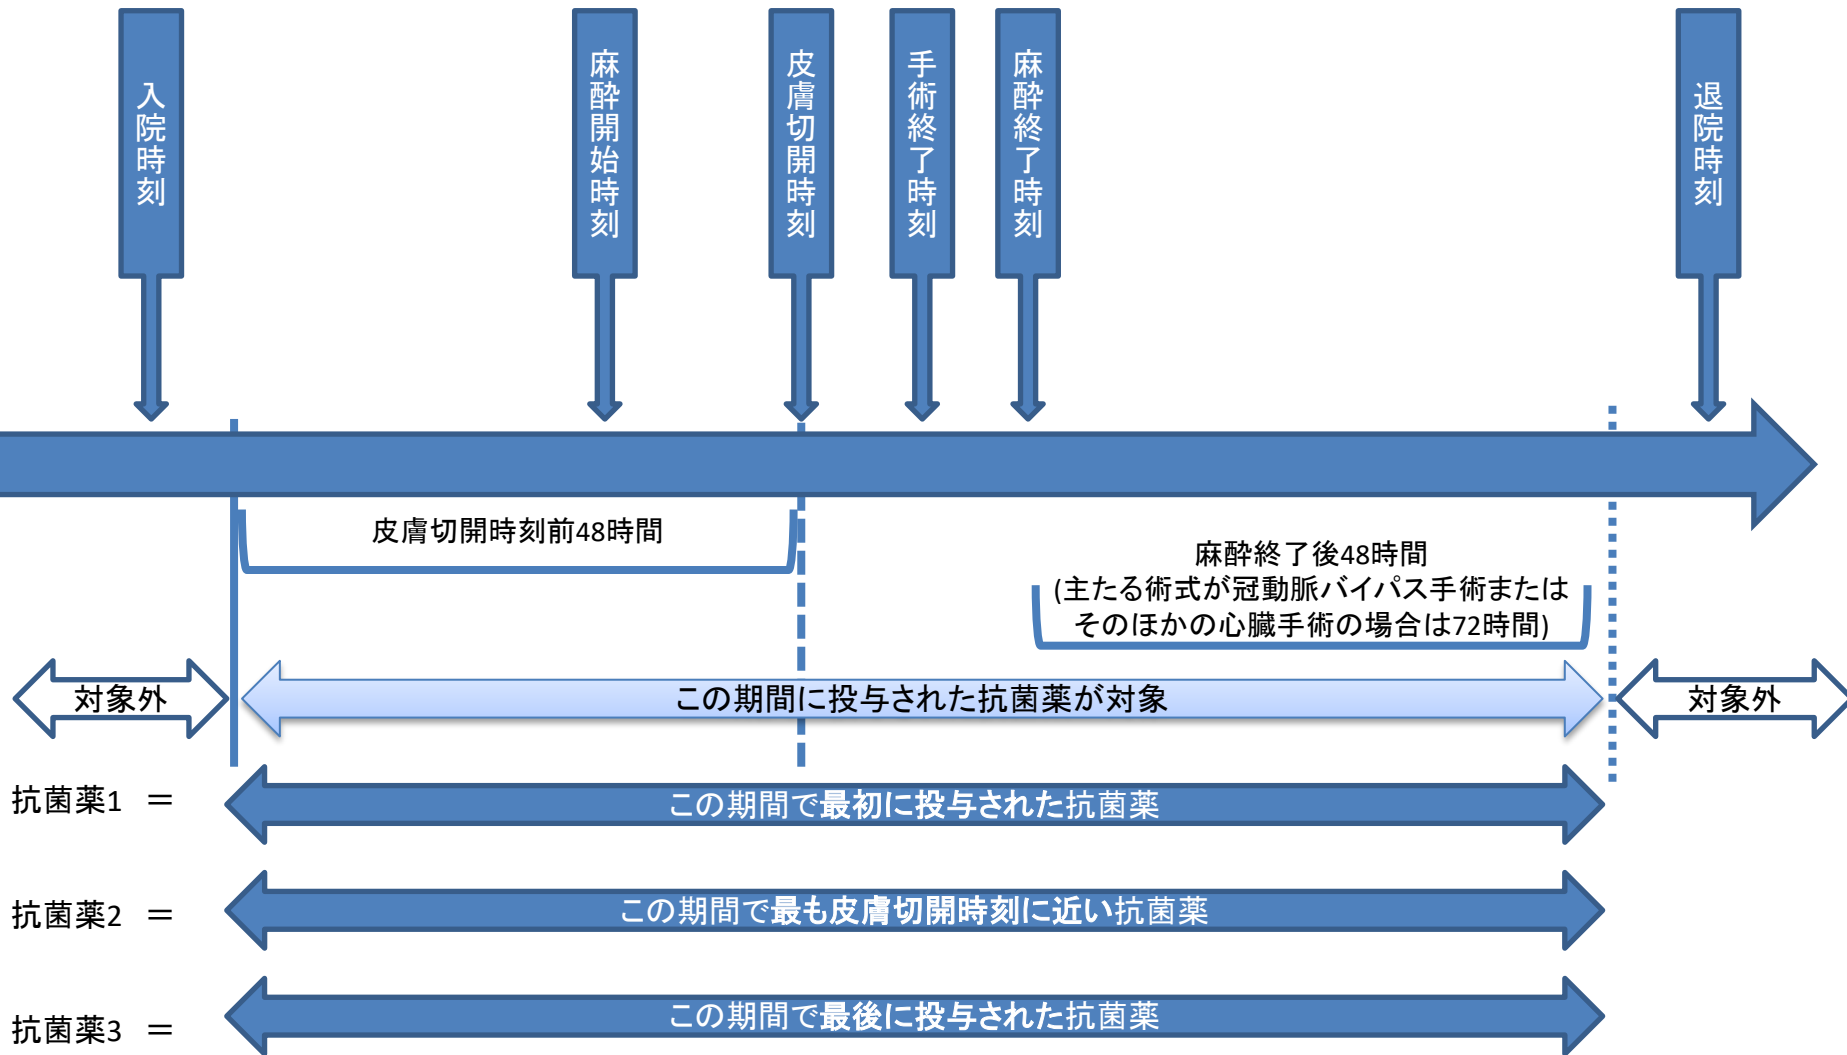 入院時刻
麻酔開始時刻
皮膚切開時刻
手術終了時刻
麻酔終了時刻
退院時刻
皮膚切開時刻前48時間
麻酔終了後48時間
(主たる術式が冠動脈バイパス手術または
そのほかの心臓手術の場合は72時間)
対象外
この期間に投与された抗菌薬が対象
対象外
抗菌薬1 ＝
この期間で最初に投与された抗菌薬
抗菌薬2 ＝
この期間で最も皮膚切開時刻に近い抗菌薬
抗菌薬3 ＝
この期間で最後に投与された抗菌薬